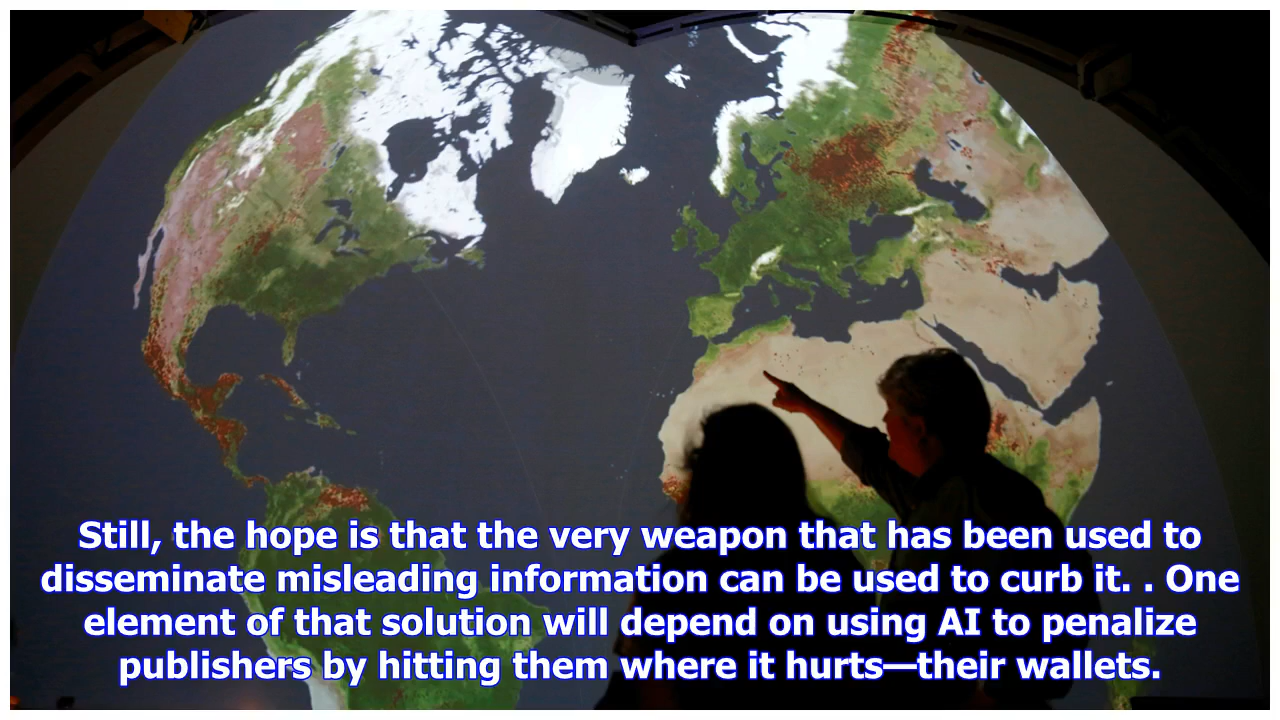 Still, the hope is that the very weapon that has been used to
disseminate misleading information can be used to curb it. . One
element of that solution will depend on using AI to penalize
publishers by hitting them where it hurts—their wallets.